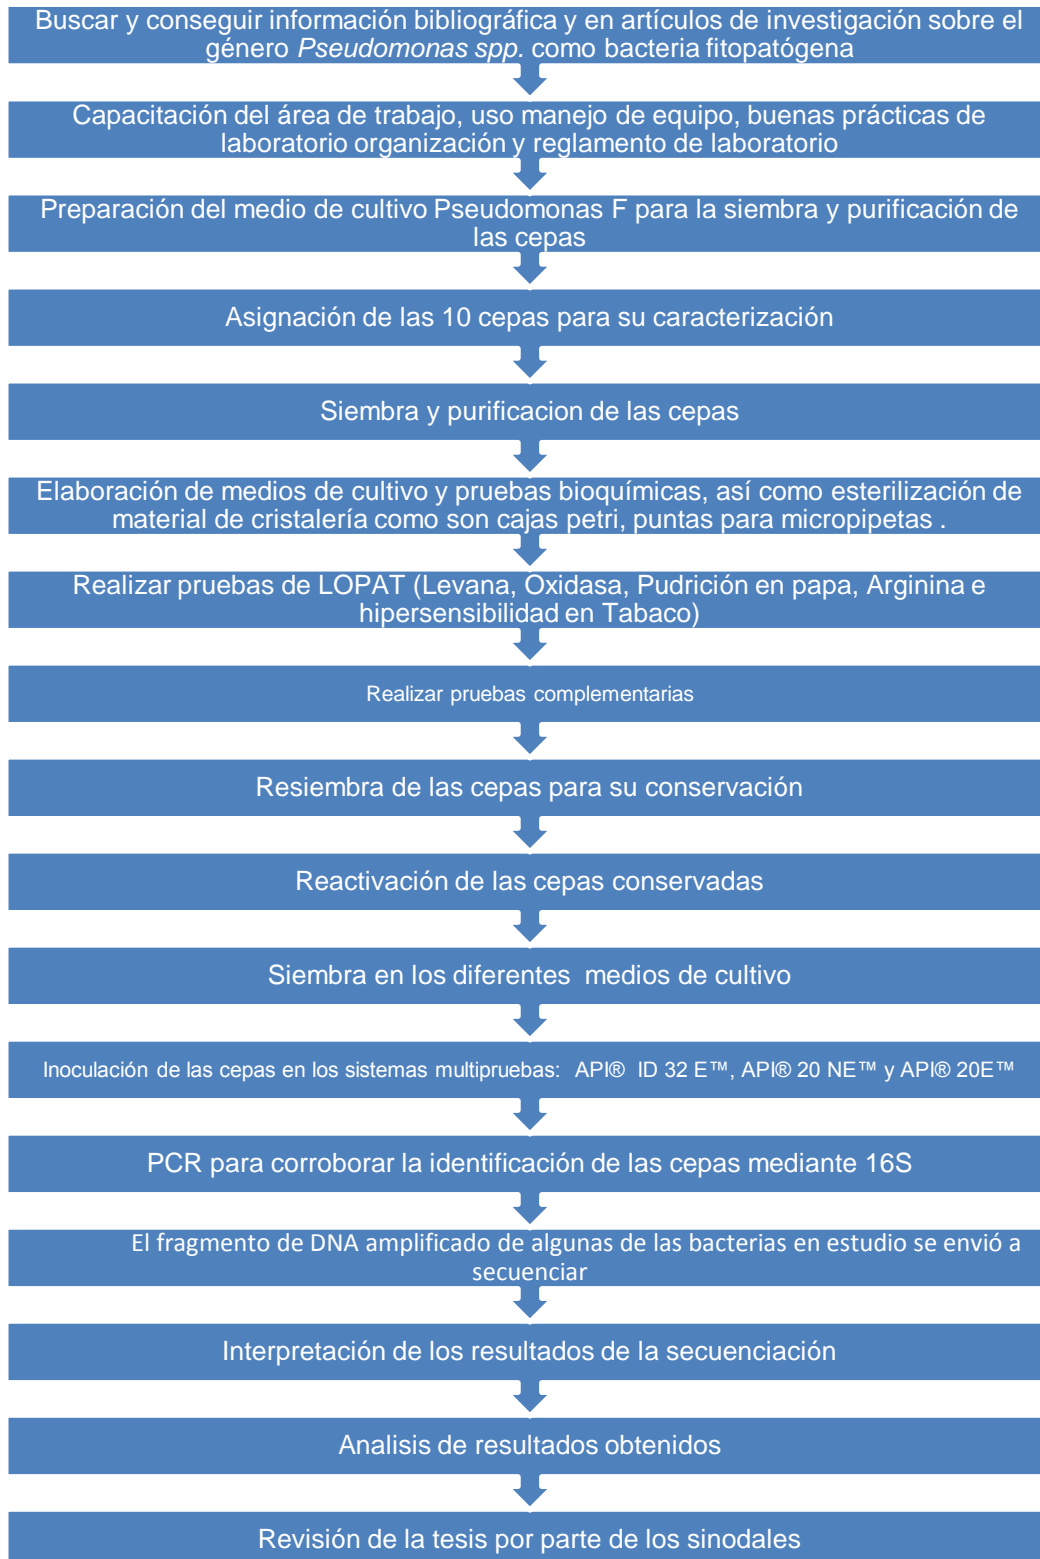 Buscar y conseguir información bibliográfica y en artículos de investigación sobre el
género Pseudomonas spp. como bacteria fitopatógena
Capacitación del área de trabajo, uso manejo de equipo, buenas prácticas de
laboratorio organización y reglamento de laboratorio
Preparación del medio de cultivo Pseudomonas F para la siembra y purificación de
las cepas
Asignación de las 10 cepas para su caracterización
Siembra y purificacion de las cepas
Elaboración de medios de cultivo y pruebas bioquímicas, así como esterilización de
material de cristalería como son cajas petri, puntas para micropipetas .
Realizar pruebas de LOPAT (Levana, Oxidasa, Pudrición en papa, Arginina e
hipersensibilidad en Tabaco)
Realizar pruebas complementarias
Resiembra de las cepas para su conservación
Reactivación de las cepas conservadas
Siembra en los diferentes medios de cultivo
Inoculación de las cepas en los sistemas multipruebas: API® ID 32 E™, API® 20 NE™ y API® 20E™
PCR para corroborar la identificación de las cepas mediante 16S
El fragmento de DNA amplificado de algunas de las bacterias en estudio se envió a
secuenciar
Interpretación de los resultados de la secuenciación
Analisis de resultados obtenidos
Revisión de la tesis por parte de los sinodales